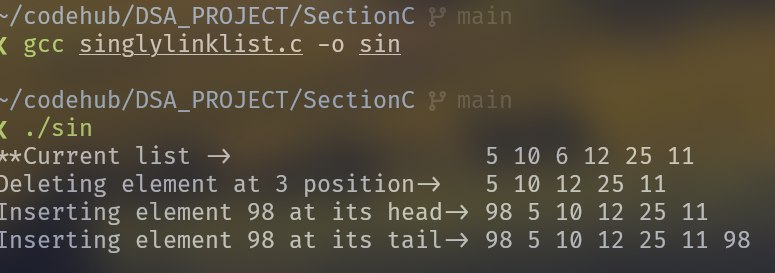 ~/codehub/DSA_PROJECT/SectionC main
❮ gcc singlylinklist.c -o sin
~/codehub/DSA_PROJECT/SectionC main
❮ ./sin
**Current list -> 5 10 6 12 25 11
Deleting element at 3 position-> 5 10 12 25 11
Inserting element 98 at its head-> 98 5 10 12 25 11
Inserting element 98 at its tail-> 98 5 10 12 25 11 98